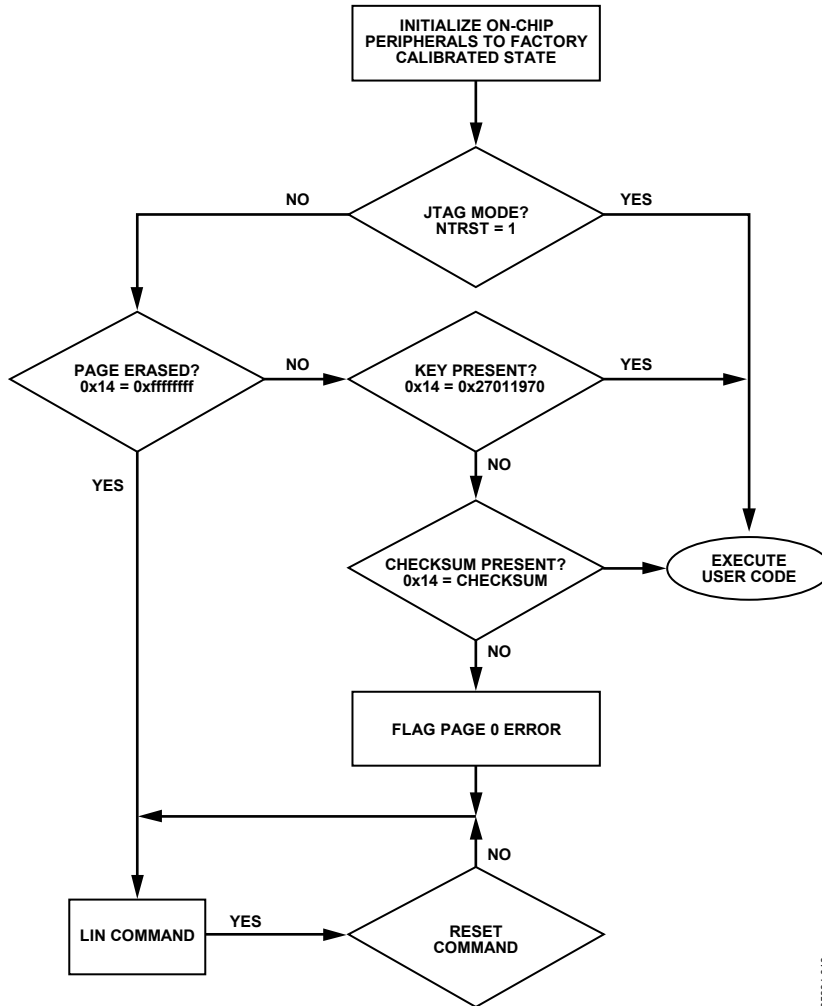 INITIALIZE ON-CHIP
PERIPHERALS TO FACTORY
CALIBRATED STATE
NO
JTAG MODE?
NTRST = 1
YES
PAGE ERASED?
0x14 = 0xffffffff
NO
KEY PRESENT?
0x14 = 0x27011970
YES
NO
YES
CHECKSUM PRESENT?
0x14 = CHECKSUM
EXECUTE
USER CODE
NO
FLAG PAGE 0 ERROR
NO
LIN COMMAND
YES
RESET
COMMAND